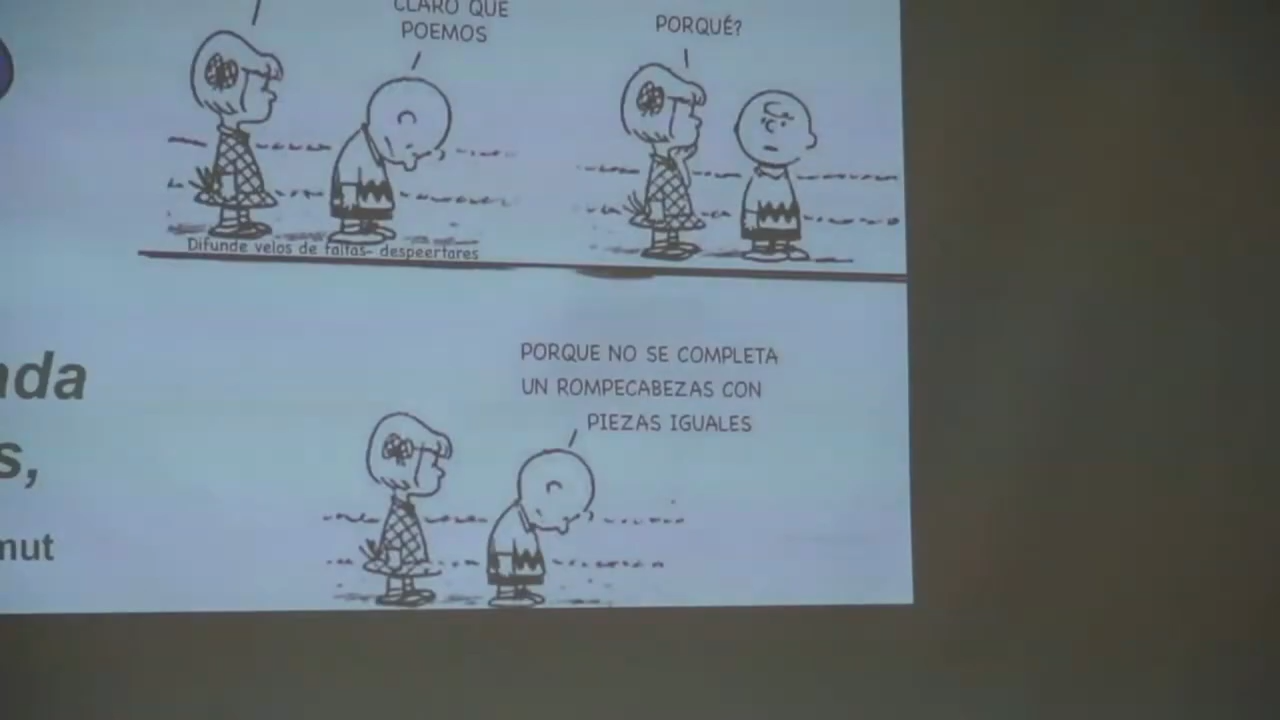 CLARO QUE
POEMOS
PORQUÉ?
Difunde velos de faltas- despeertares
PORQUE NO SE COMPLETA
UN ROMPECABEZAS CON
PIEZAS IGUALES
ada
s,
mut